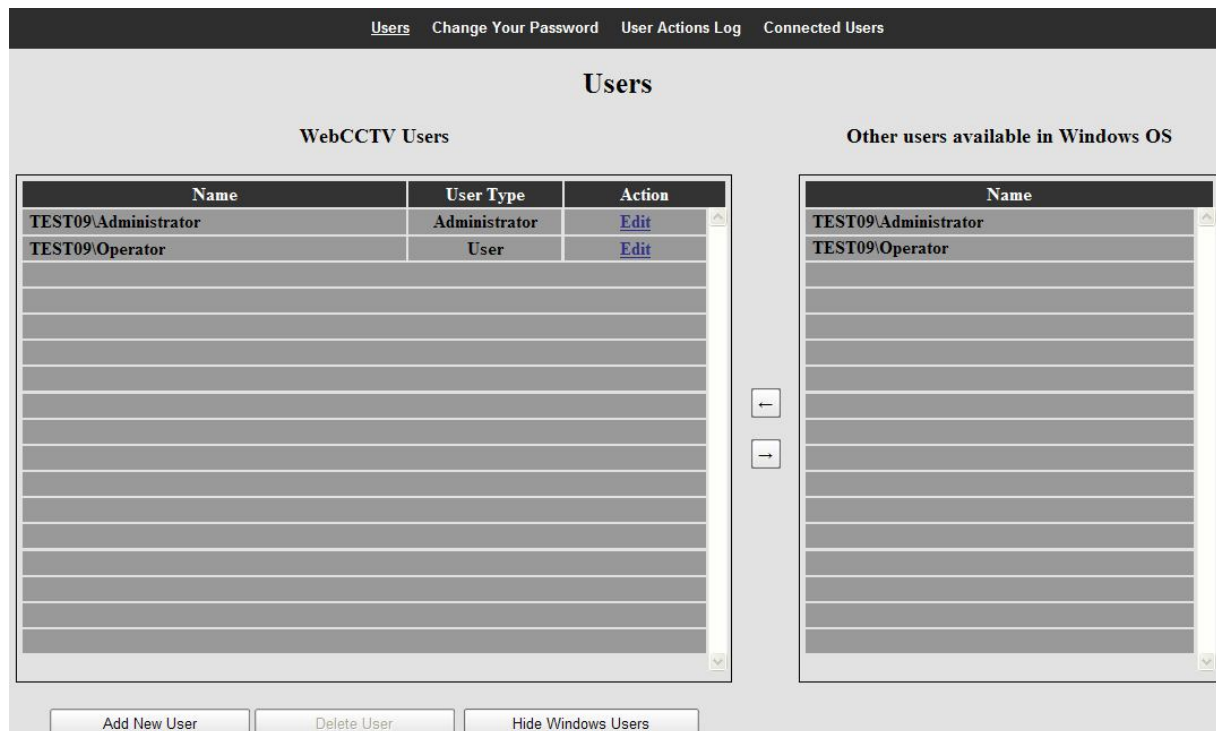 Users Change Your Password User Actions Log Connected Users
Users
WebCCTV Users
Other users available in Windows OS
Name User Type Action
TEST09\Administrator Administrator Edit
TEST09\Operator User Edit
Name
TEST09\Administrator
TEST09\Operator
←
→
Add New User Delete User Hide Windows Users